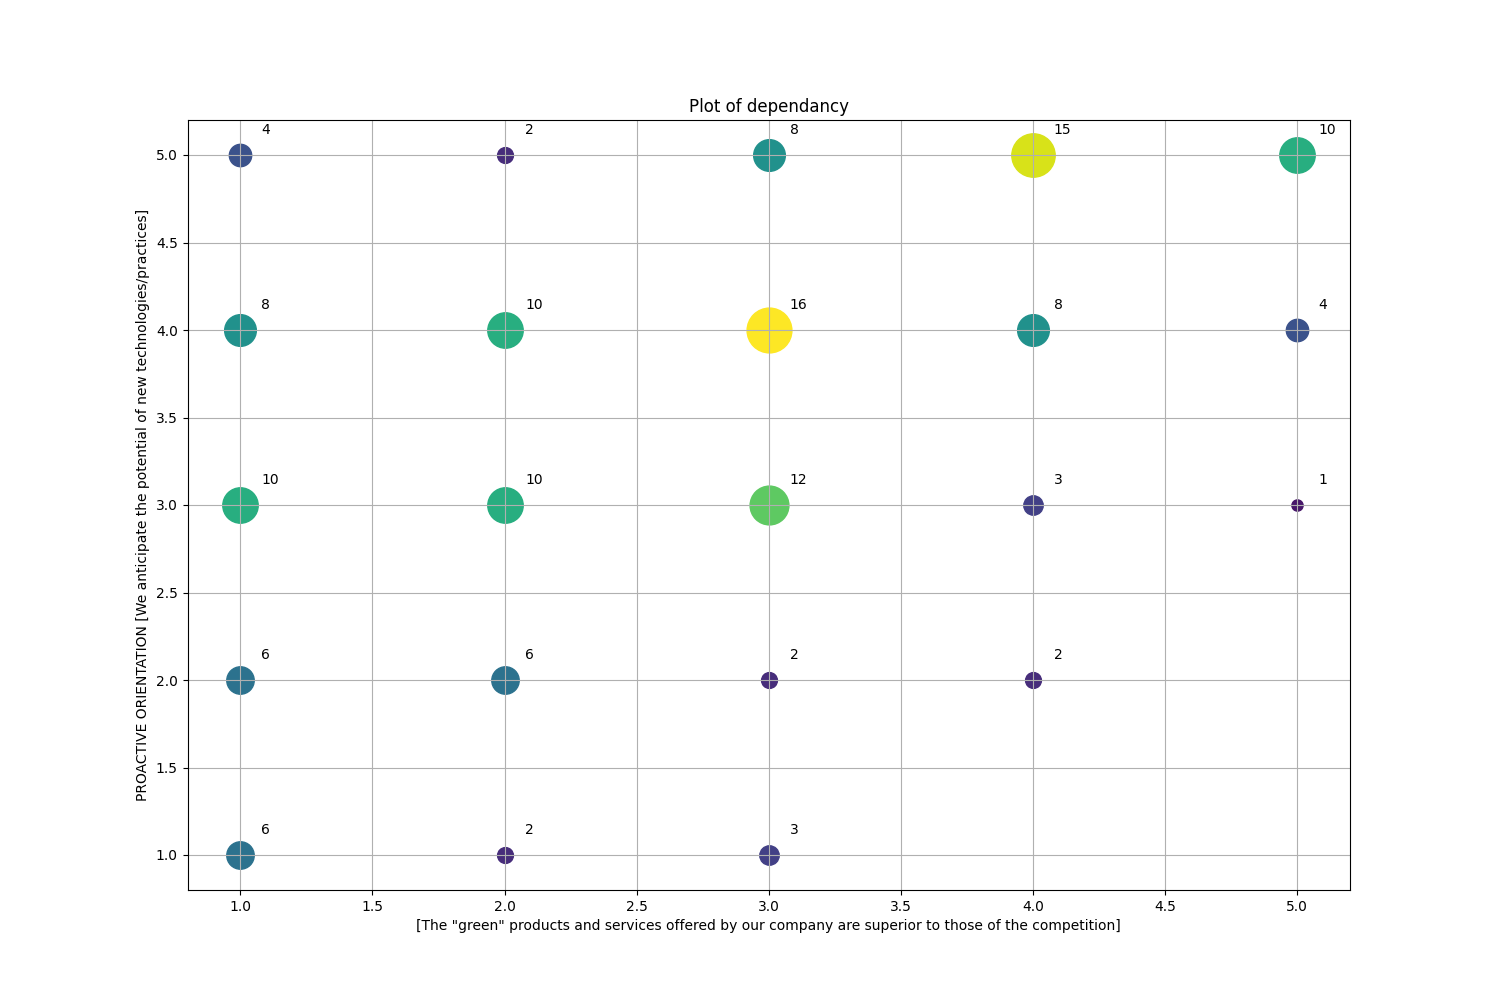 Plot of dependancy
4 2 8 15 10
5.0
4.5
8 10 16 8 4
4.0
3.5
10 10 12 3 1
3.0
2.5
6 6 2 2
2.0
1.5
6 2 3
1.0
PROACTIVE ORIENTATION [We anticipate the potential of new technologies/practices]
1.0 1.5 2.0 2.5 3.0 3.5 4.0 4.5 5.0
[The "green" products and services offered by our company are superior to those of the competition]